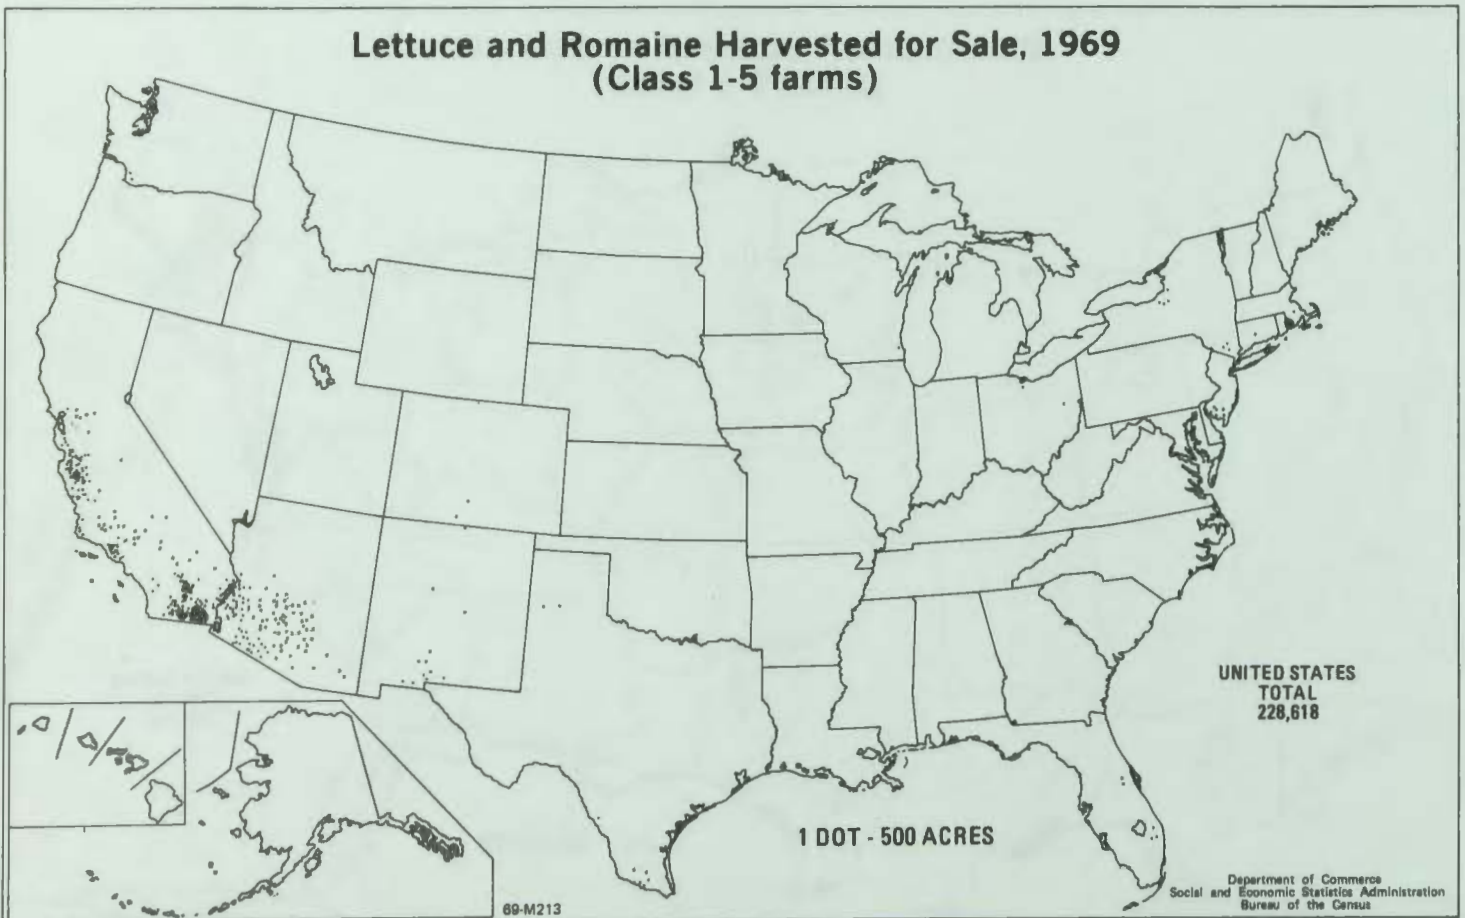 Lettuce and Romaine Harvested for Sale, 1969
(Class 1-5 farms)
UNITED STATES
TOTAL
228,618
1 DOT - 500 ACRES
Department of Commerce
Social and Economic Statistics Administration
Bureau of the Census
69-M213